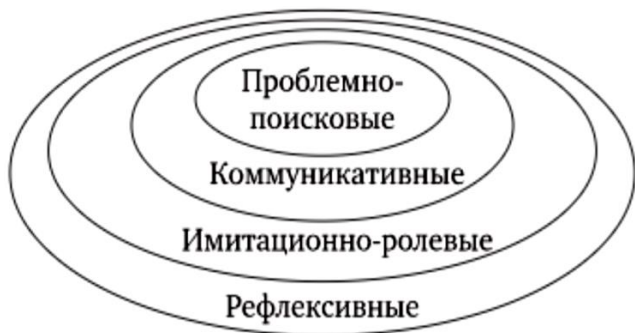 Проблемно-
поисковые
Коммуникативные
Имитационно-ролевые
Рефлексивные